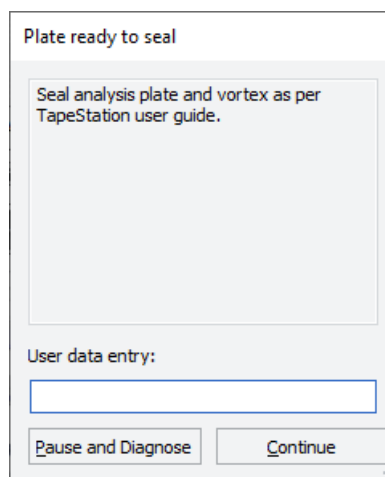 Plate ready to seal
Seal analysis plate and vortex as per
TapeStation user guide.
User data entry:
Pause and Diagnose
Continue